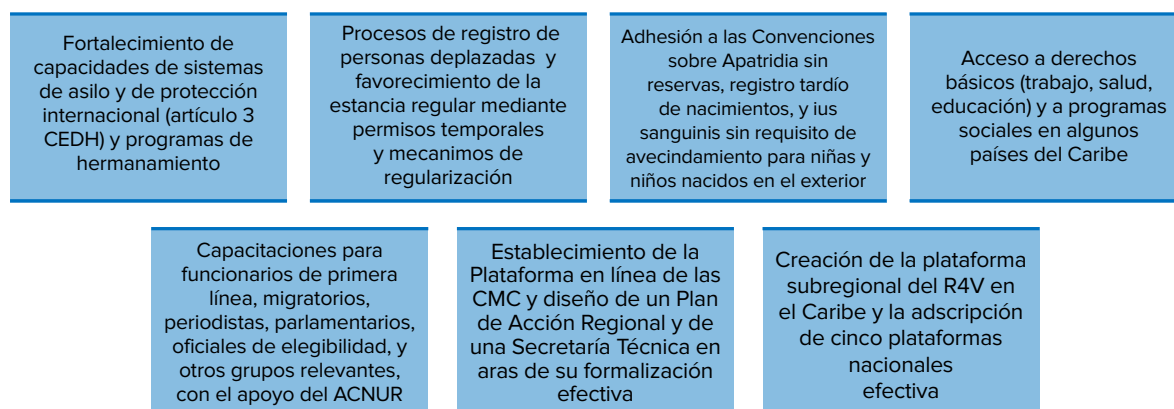 Fortalecimiento de
capacidades de sistemas
de asilo y de protección
internacional (artículo 3
CEDH) y programas de
hermanamiento
Procesos de registro de
personas deplazadas y
favorecimiento de la
estancia regular mediante
permisos temporales
y mecanimos de
regularización
Adhesión a las Convenciones
sobre Apatridia sin
reservas, registro tardío
de nacimientos, y ius
sanguinis sin requisito de
avecindamiento para niñas y
niños nacidos en el exterior
Acceso a derechos
básicos (trabajo, salud,
educación) y a programas
sociales en algunos
países del Caribe
Capacitaciones para
funcionarios de primera
línea, migratorios,
periodistas, parlamentarios,
oficiales de elegibilidad, y
otros grupos relevantes,
con el apoyo del ACNUR
Establecimiento de la
Plataforma en línea de las
CMC y diseño de un Plan
de Acción Regional y de
una Secretaría Técnica en
aras de su formalización
efectiva
Creación de la plataforma
subregional del R4V en
el Caribe y la adscripción
de cinco plataformas
nacionales
efectiva